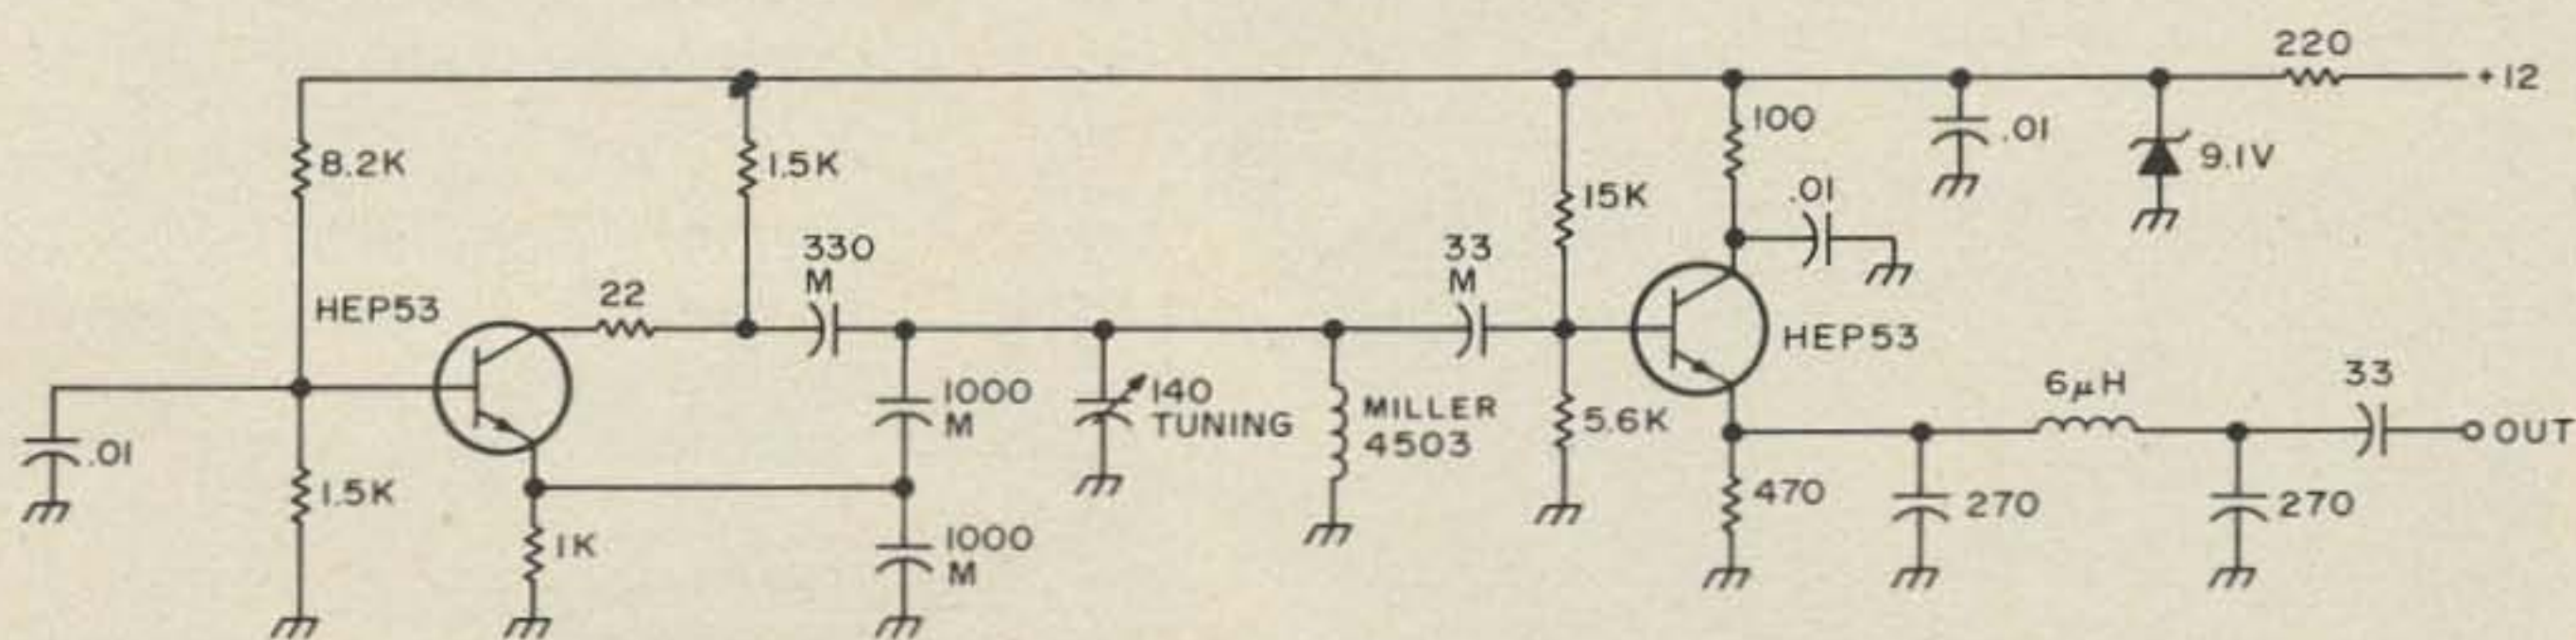 220
+12
100
.01
8.2K
1.5K
9.1V
.01
15K
330
M
33
M
22
HEP53
HEP53
6µH
33
1000
M
140
TUNING
MILLER
4503
5.6K
OUT
.01
1.5K
470
270
270
1K
1000
M